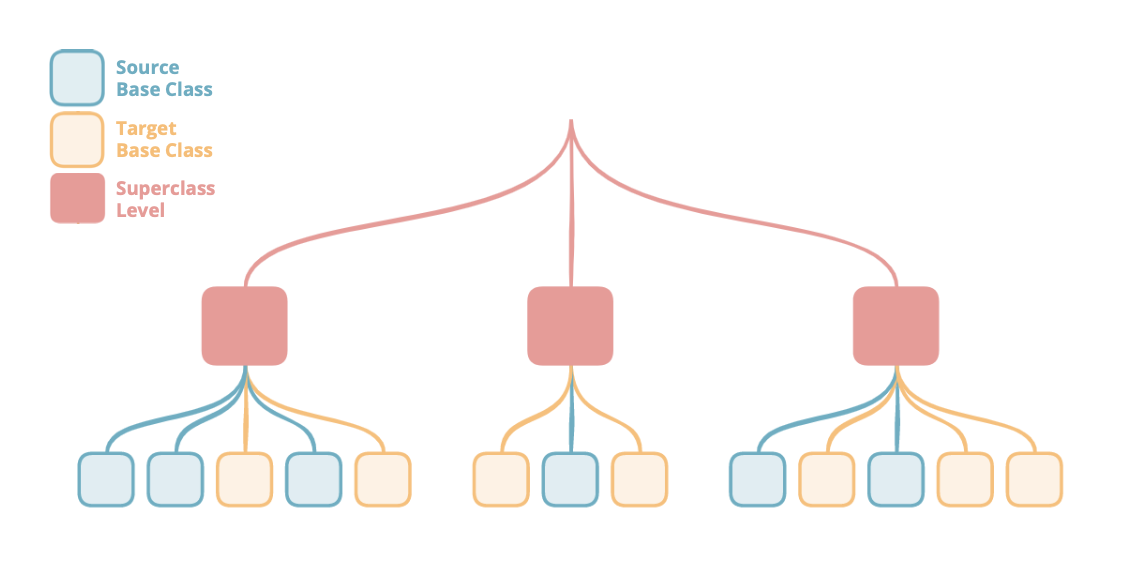 Source
Base Class
Target
Base Class
Superclass
Level